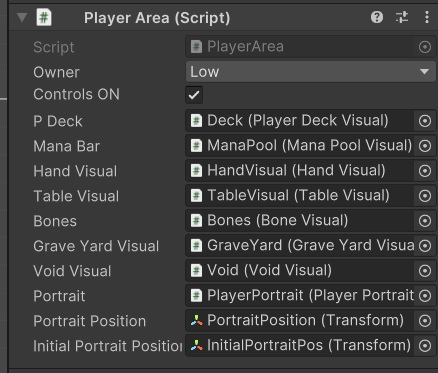 Player Area (Script)
Script PlayerArea
Owner Low
Controls ON
P Deck Deck (Player Deck Visual)
Mana Bar ManaPool (Mana Pool Visual)
Hand Visual HandVisual (Hand Visual)
Table Visual TableVisual (Table Visual)
Bones Bones (Bone Visual)
Grave Yard Visual GraveYard (Grave Yard Visua
Void Visual Void (Void Visual)
Portrait PlayerPortrait (Player Portrait
Portrait Position PortraitPosition (Transform)
Initial Portrait Position InitialPortraitPos (Transform)